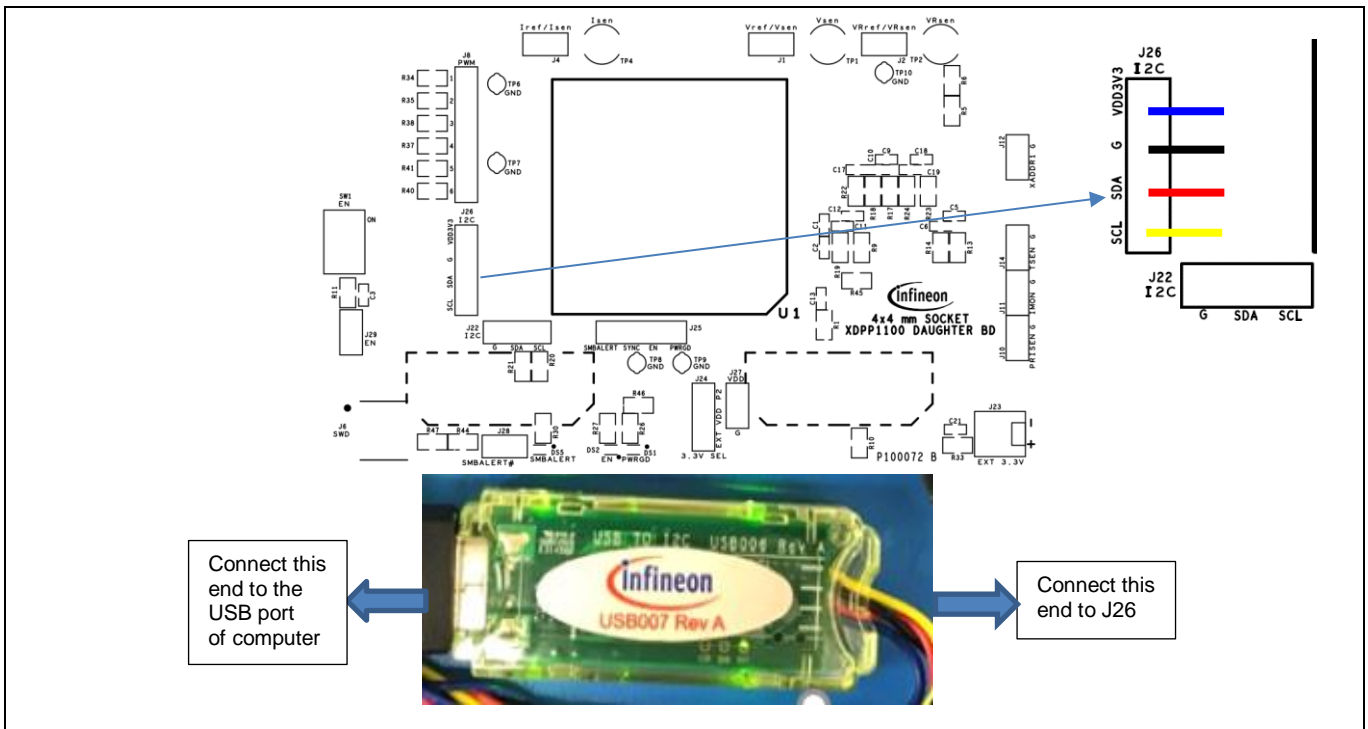 Iref/Isen
J4
Isen
TP4
Vref/Vsen
J1
Vsen
TP1
VRref/VRsen
J2
VRsen
TP2
TP10
GND
R6
R5
J8
PWM
R34
R35
R38
R37
R41
R40
1
2
3
4
5
6
TP6
GND
TP7
GND
SW1
EN
ON
R11
C3
J29
EN
J26
I2C
VDD3V3
G
SDA
SCL
U1
C10
C9
C18
C17
C19
R22
R18
R17
R24
R23
C5
C12
C1
C11
C6
C2
R19
R9
R14
R13
R45
C13
R1
infineon
4x4 mm SOCKET
XDPP1100 DAUGHTER BD
J12
XADDR1 G
J14
TSEN G
J11
IMON G
J10
PRISEN G
J22
I2C
G SDA SCL
J25
SMBALERT SYNC EN PWRGD
R21
R20
TP8
GND
TP9
GND
J6
SWD
R47
R44
J28
SMBALERT#
R30
DS5
SMBALERT
R46
R27
R26
DS2
EN
DS1
PWRGD
J24
EXT VDD P2
3.3V SEL
J27
VDD
G
R10
P100072 B
C21
R33
J23
-
+
EXT 3.3V
J26
I2C
VDD3V3
G
SDA
SCL
J22
I2C
G SDA SCL
Connect this
end to the
USB port
of computer
USB TO I2C USB006 Rev A
infineon
USB007 Rev A
Connect this
end to J26